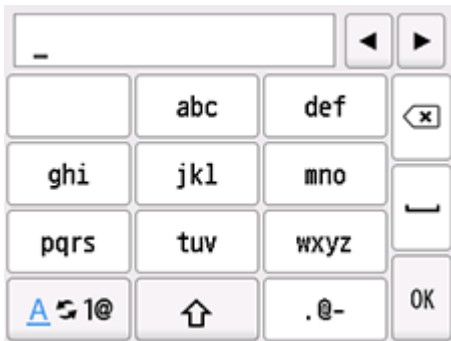 _
abc def
ghi jkl mno
pqrs tuv wxyz
A 1@ .@- OK